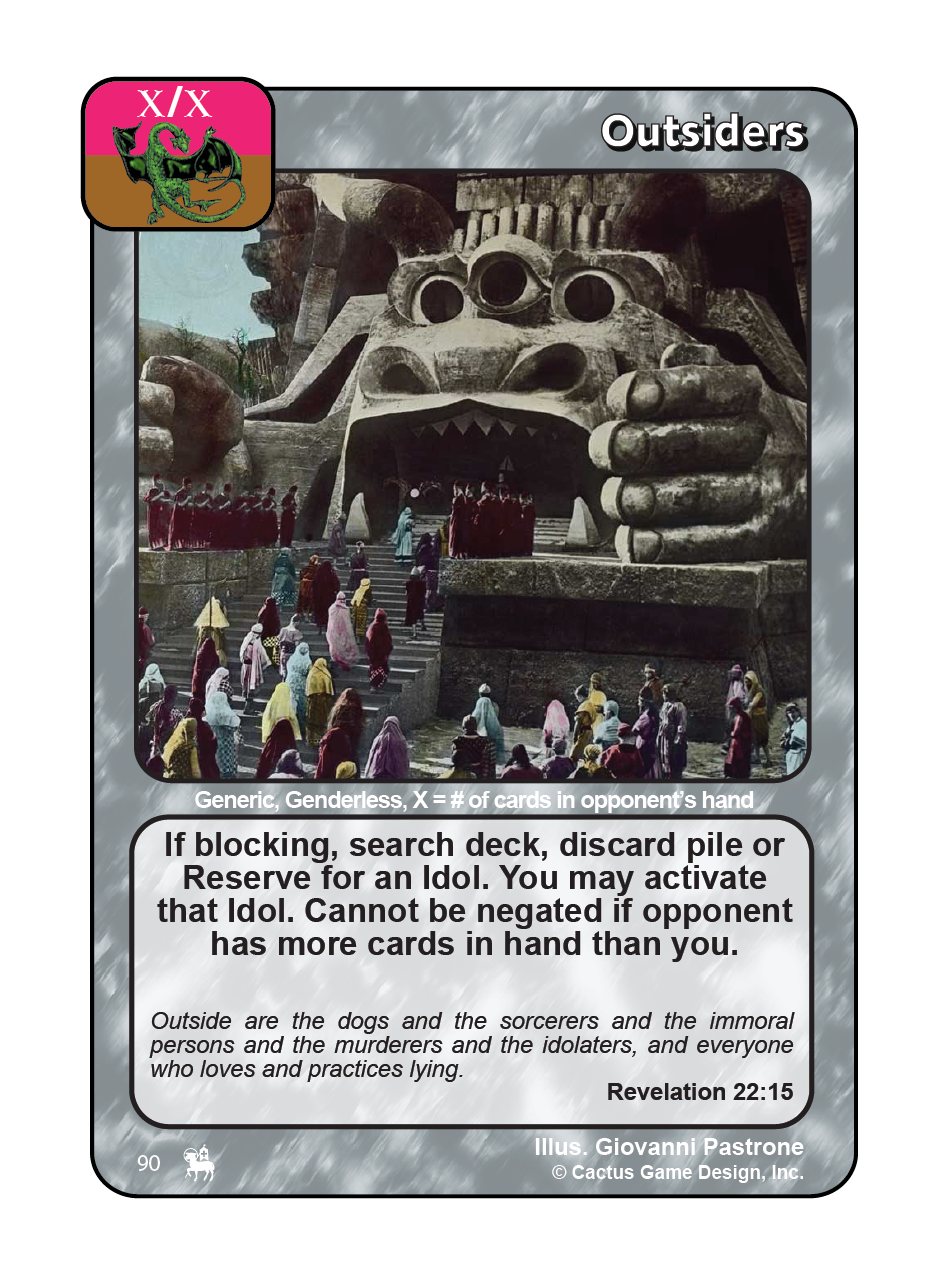 X/X
Outsiders
Generic, Genderless, X = # of cards in opponent's hand
If blocking, search deck, discard pile or
Reserve for an Idol. You may activate
that Idol. Cannot be negated if opponent
has more cards in hand than you.
Outside are the dogs and the sorcerers and the immoral
persons and the murderers and the idolaters, and everyone
who loves and practices lying.
Revelation 22:15
90
Illus. Giovanni Pastrone
© Cactus Game Design, Inc.